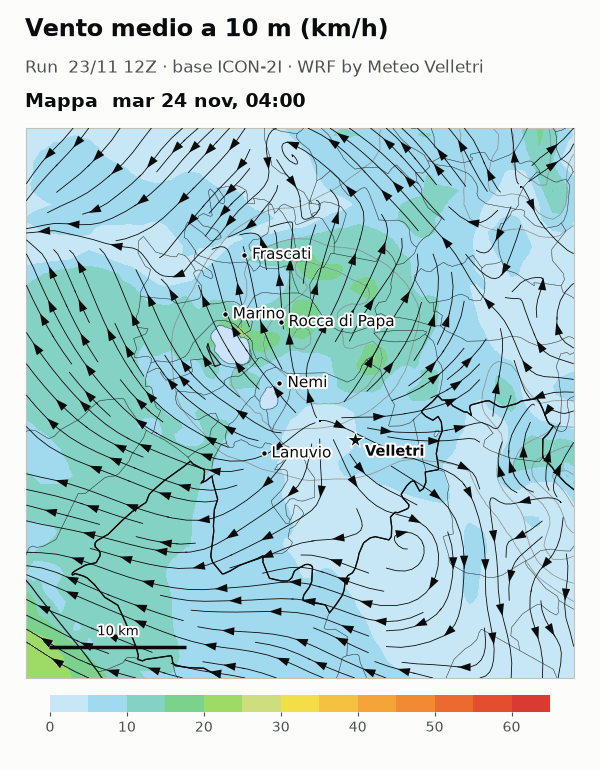 Vento medio a 10 m (km/h)
Run  23/11 12Z · base ICON-2I · WRF by Meteo Velletri
Mappa  mar 24 nov, 04:00
Frascati
Marino
Rocca di Papa
Nemi
Velletri
Lanuvio
10 km
0 10 20 30 40 50 60